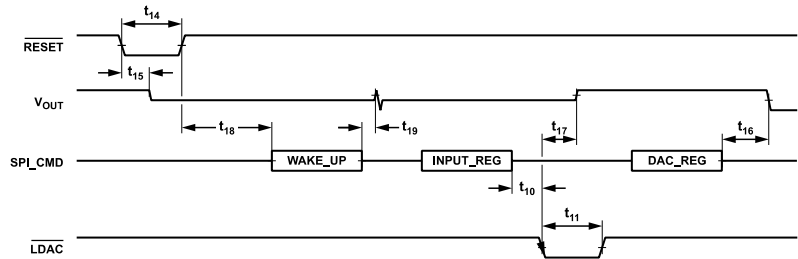 t14
RESET
t15
VOUT
t18
t19
t17
t16
SPI_CMD
WAKE_UP
INPUT_REG
DAC_REG
t10
t11
LDAC